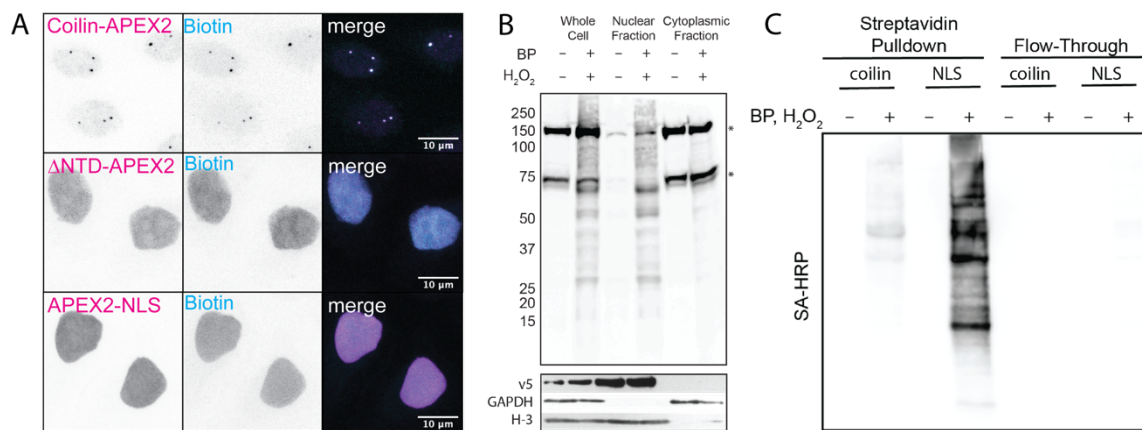 A
Coilin-APEX2 Biotin merge
10 µm
ΔNTD-APEX2 Biotin merge
10 µm
APEX2-NLS Biotin merge
10 µm
B
Whole Cell Nuclear Fraction Cytoplasmic Fraction
BP – + – + – +
H₂O₂ – + – + – +
250
150 *
100
75 *
50
37
25
20
15
v5
GAPDH
H-3
C
Streptavidin Pulldown Flow-Through
coilin NLS coilin NLS
BP, H₂O₂ – + – + – + – +
SA-HRP